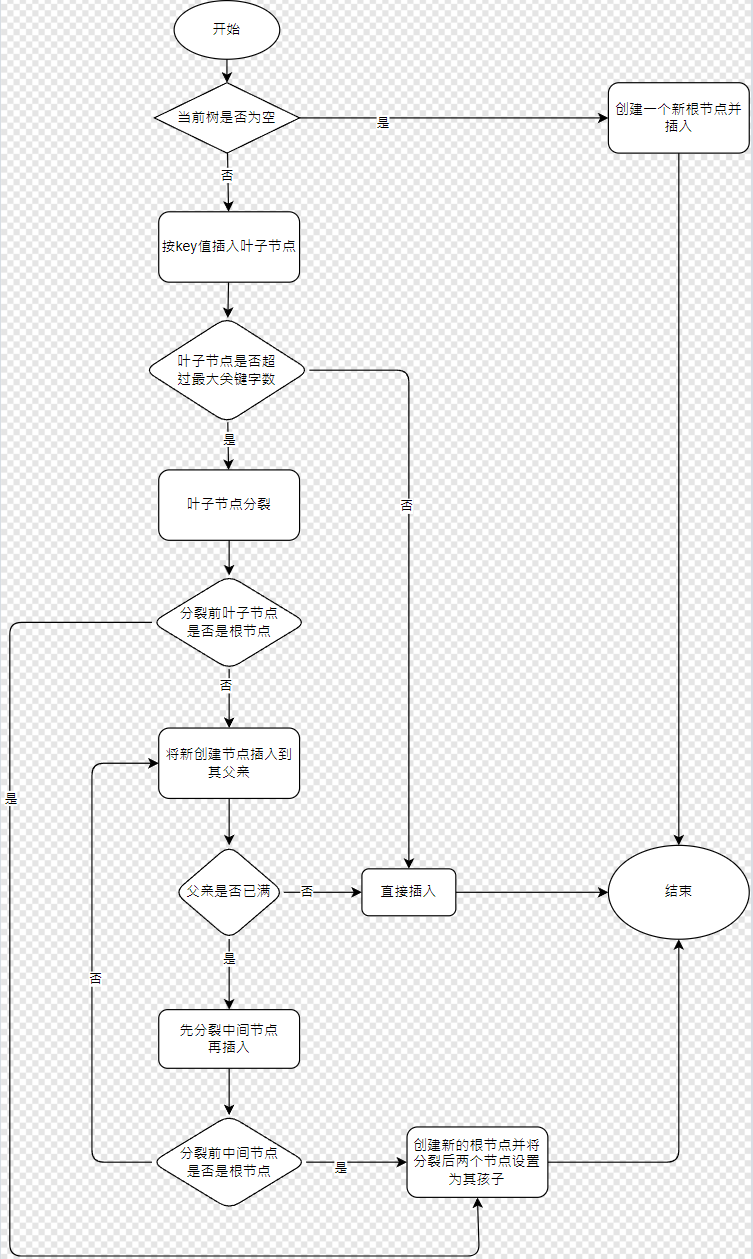 开始
当前树是否为空
是
创建一个新根节点并
插入
否
按key值插入叶子节点
叶子节点是否超
过最大关键字数
是
否
叶子节点分裂
分裂前叶子节点
是否是根节点
否
将新创建节点插入到
其父亲
是
父亲是否已满
否
直接插入
结束
是
否
先分裂中间节点
再插入
分裂前中间节点
是否是根节点
是
创建新的根节点并将
分裂后两个节点设置
为其孩子